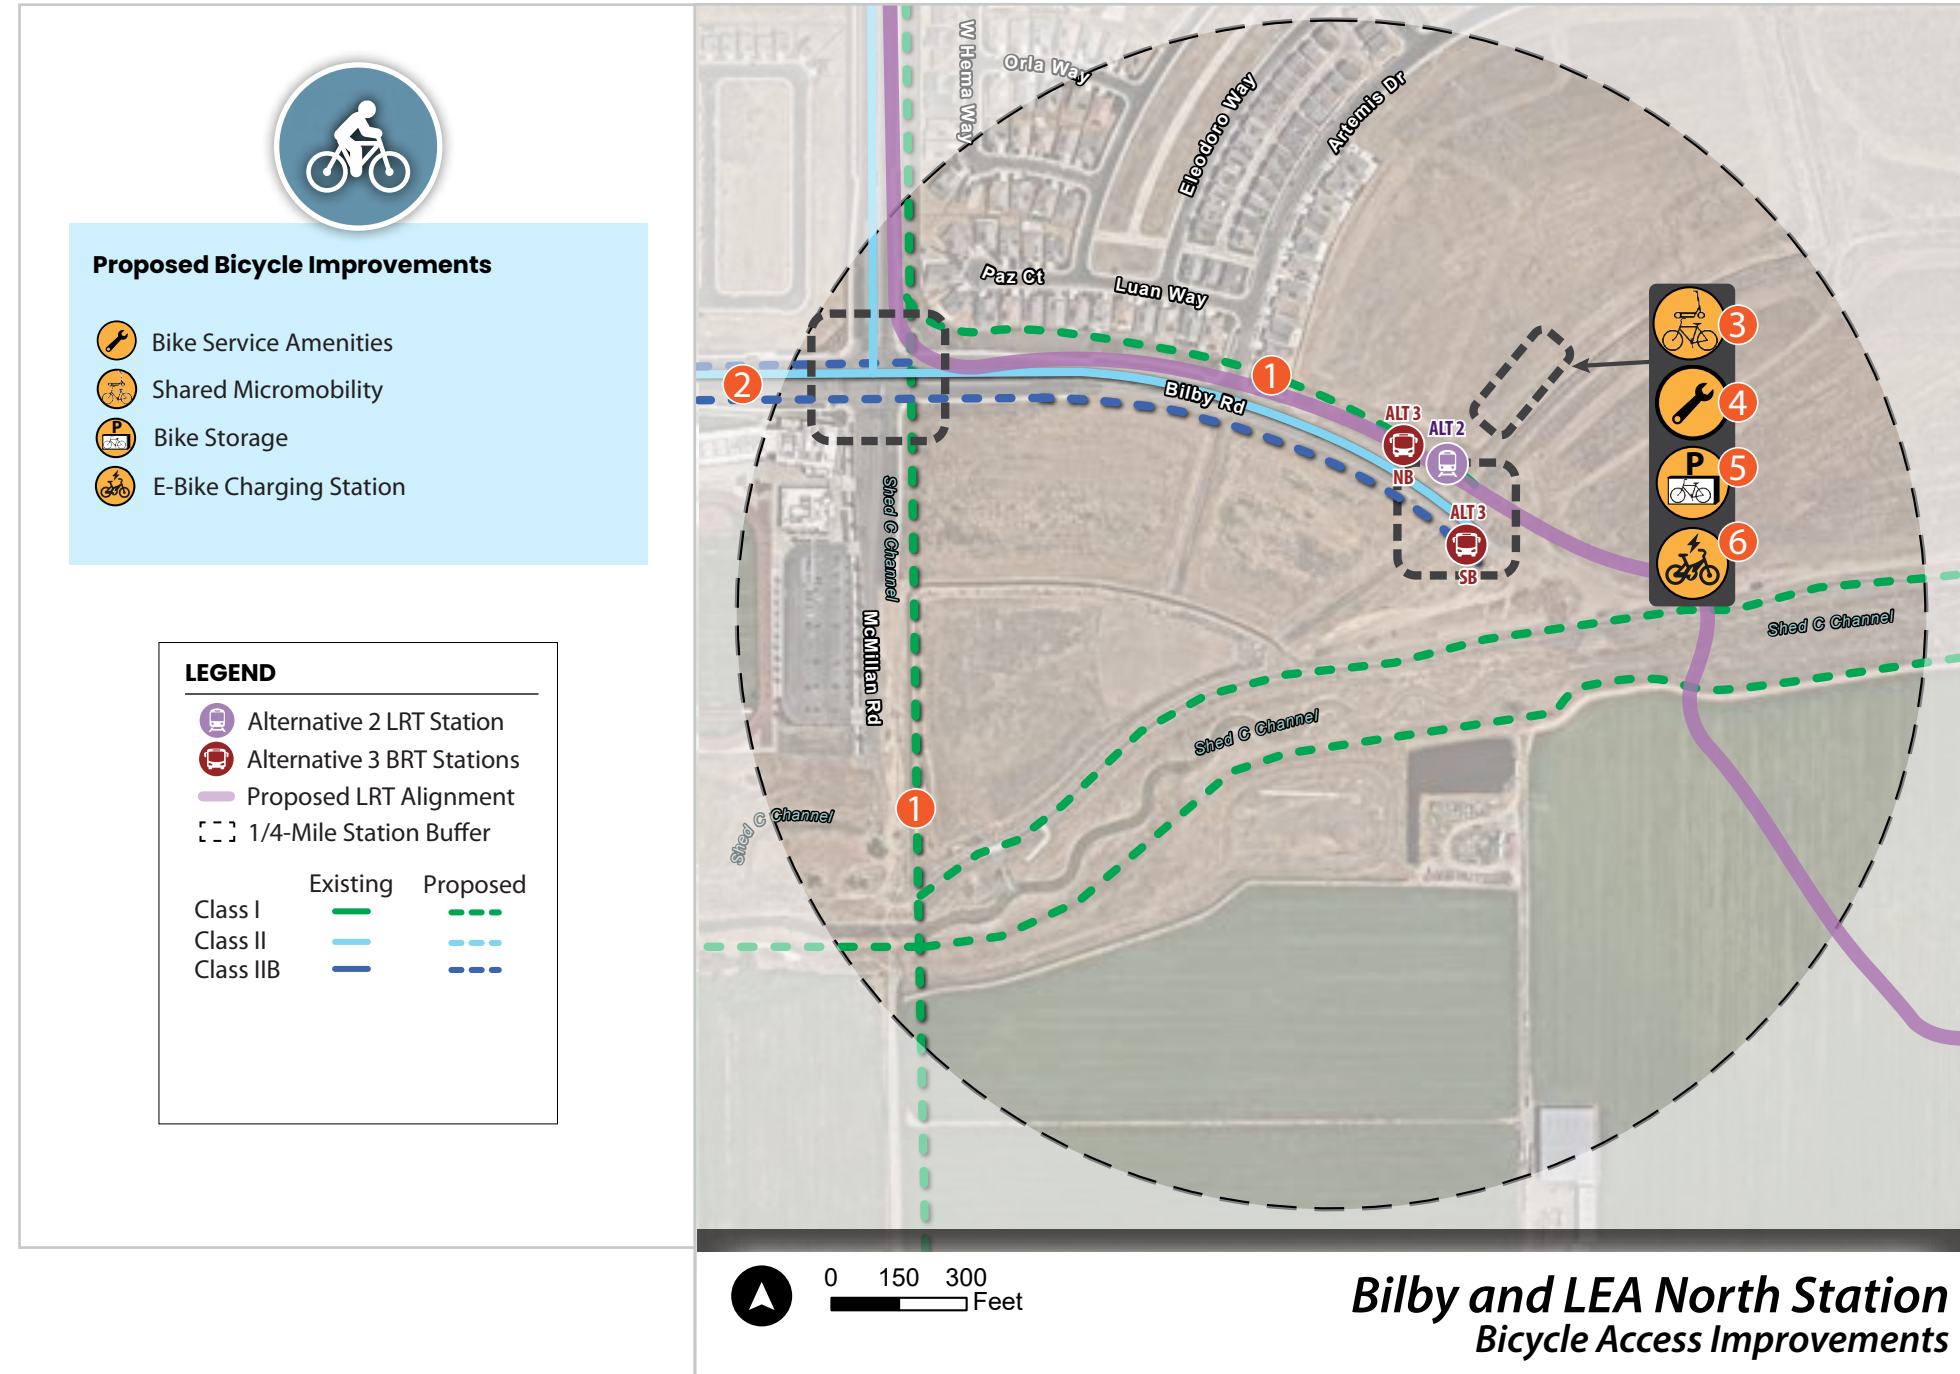 Proposed Bicycle Improvements
Bike Service Amenities
Shared Micromobility
P
Bike Storage
E-Bike Charging Station
LEGEND
Alternative 2 LRT Station
Alternative 3 BRT Stations
Proposed LRT Alignment
1/4-Mile Station Buffer
Existing Proposed
Class I
Class II
Class IIB
W Hema Way
Orla Way
Eleodoro Way
Artemis Dr
Paz Ct
Luan Way
3
4
P
5
6
1
2
Bilby Rd
ALT 3
NB
ALT 2
ALT 3
SB
Shed C Channel
McMillan Rd
Shed C Channel
Shed C Channel
1
Shed C Channel
0 150 300
Feet
Bilby and LEA North Station
Bicycle Access Improvements